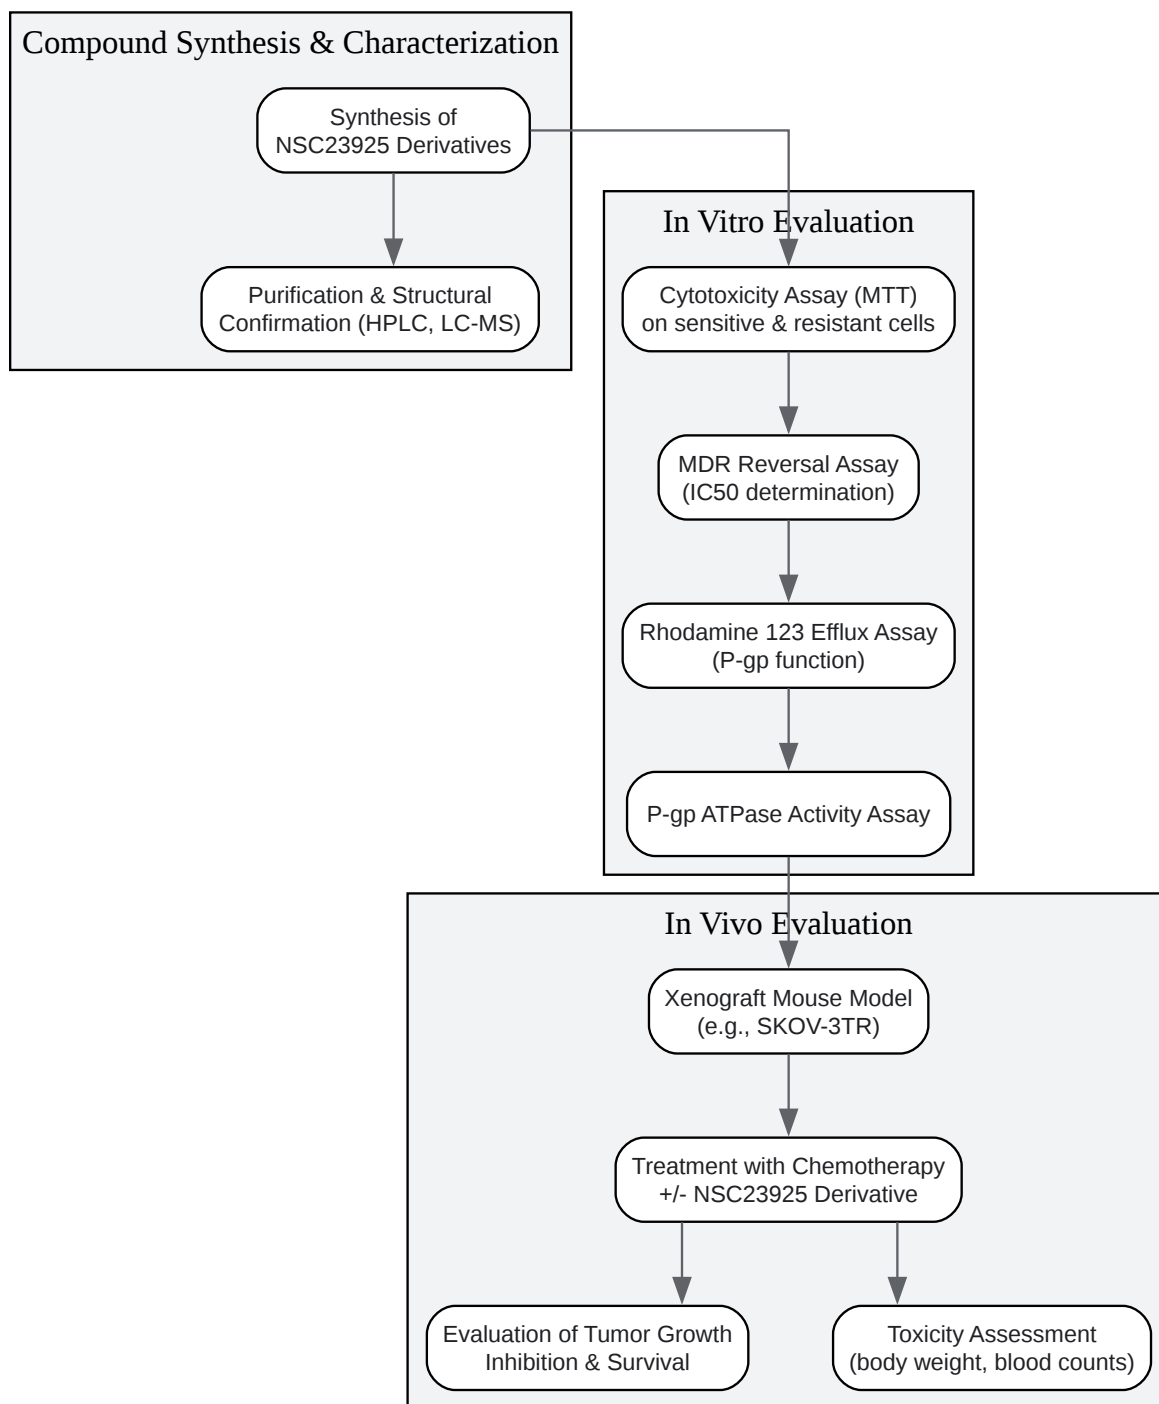 Compound Synthesis & Characterization
Synthesis of
NSC23925 Derivatives
Purification & Structural
Confirmation (HPLC, LC-MS)
In Vitro Evaluation
Cytotoxicity Assay (MTT)
on sensitive & resistant cells
MDR Reversal Assay
(IC50 determination)
Rhodamine 123 Efflux Assay
(P-gp function)
P-gp ATPase Activity Assay
In Vivo Evaluation
Xenograft Mouse Model
(e.g., SKOV-3TR)
Treatment with Chemotherapy
+/- NSC23925 Derivative
Evaluation of Tumor Growth
Inhibition & Survival
Toxicity Assessment
(body weight, blood counts)